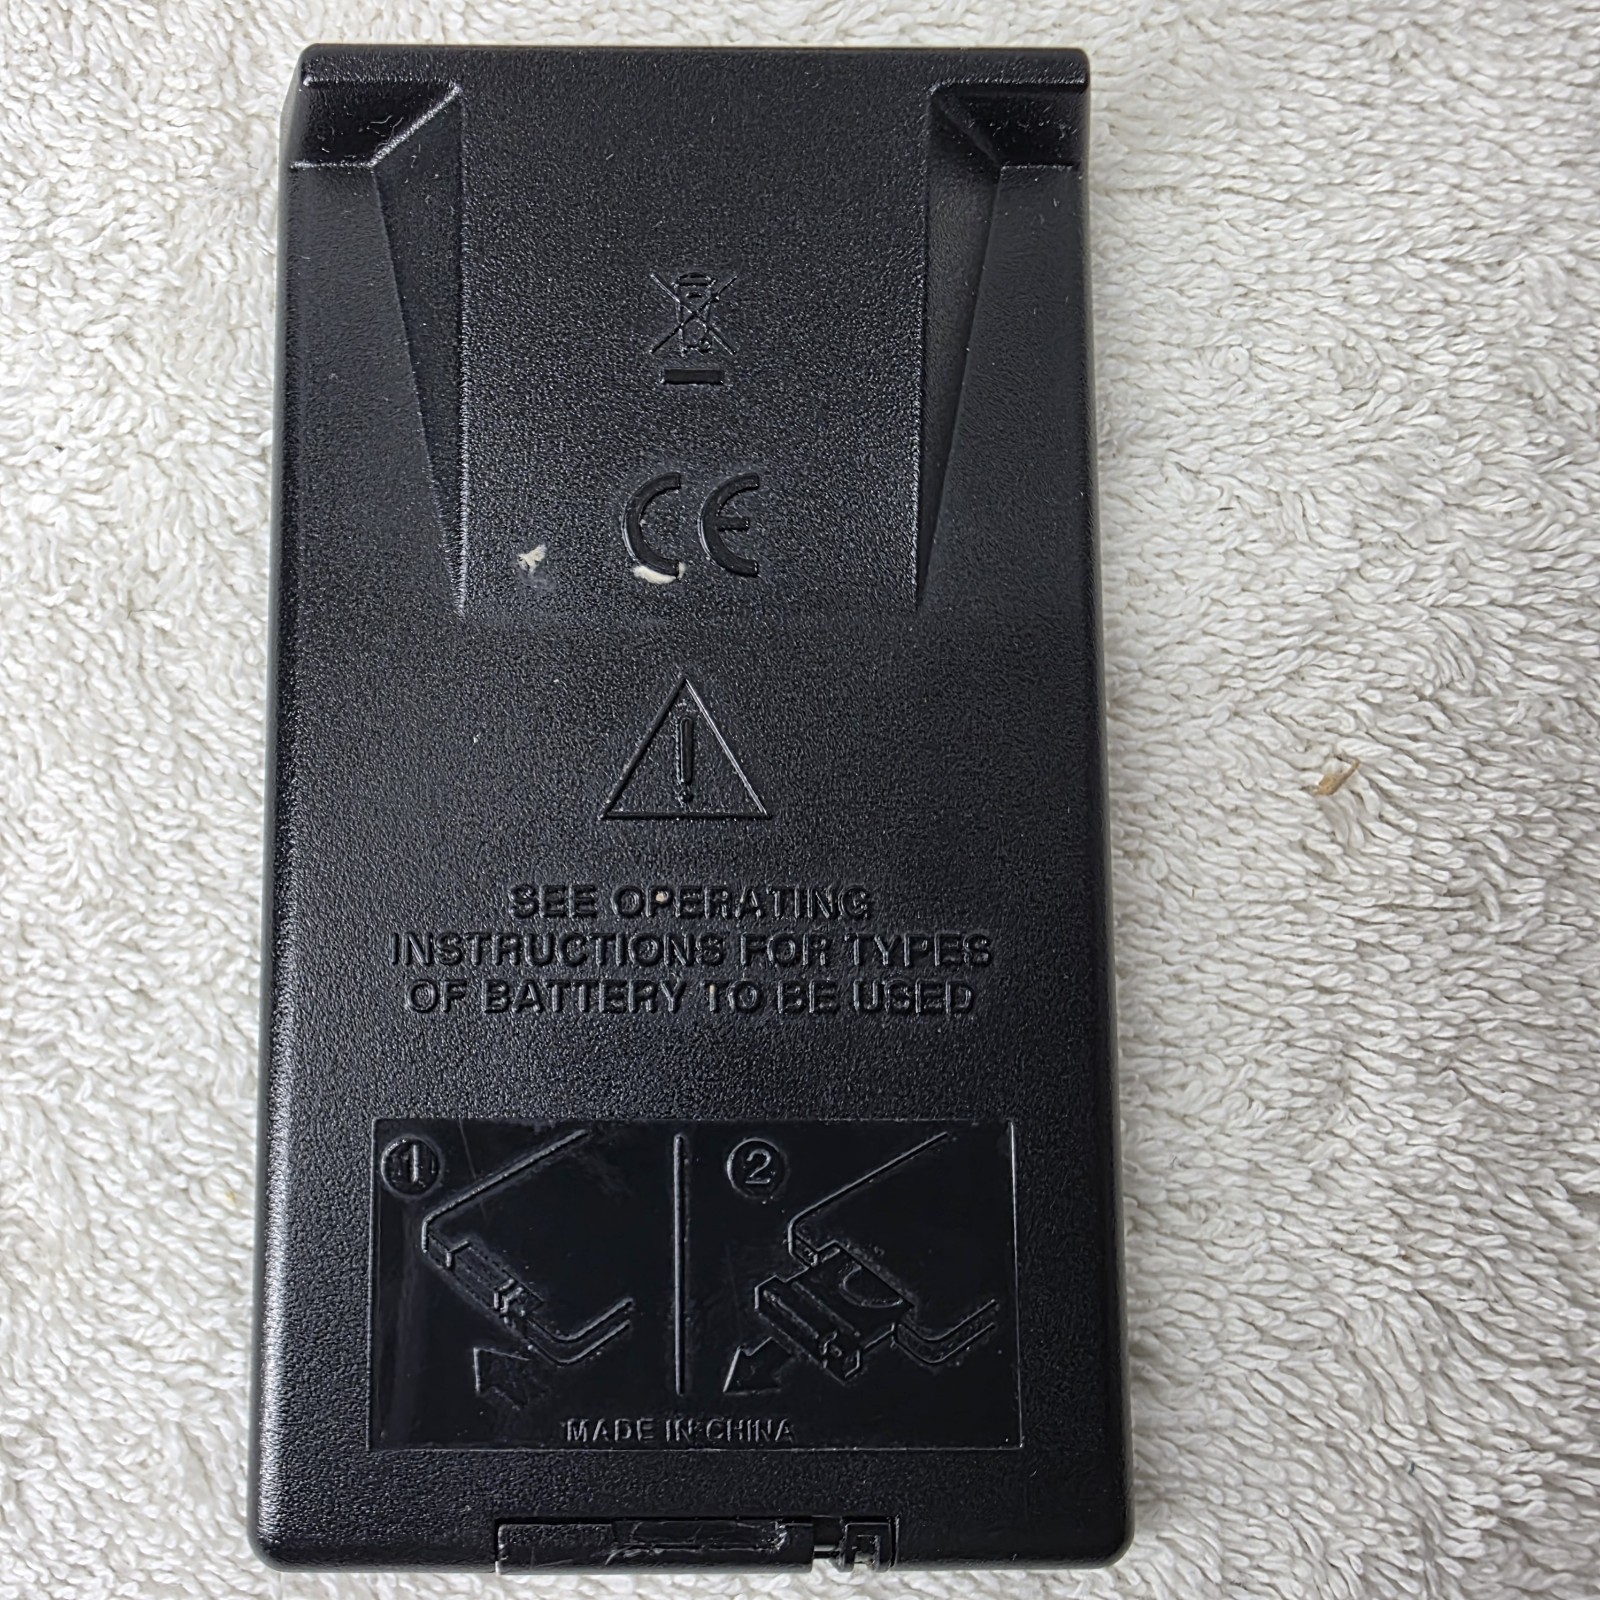 CE
SEE OPERATING
INSTRUCTIONS FOR TYPES
OF BATTERY TO BE USED
1
2
MADE IN CHINA